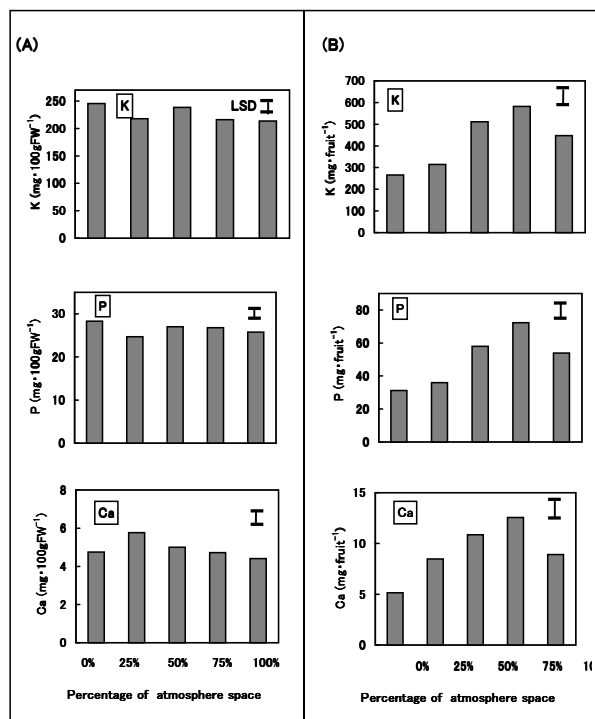 (A)
K
LSD
250
200
150
100
50
0
K (mg・100gFW⁻¹)
P
30
20
10
0
P (mg・100gFW⁻¹)
Ca
8
6
4
2
0
Ca (mg・100gFW⁻¹)
0% 25% 50% 75% 100%
Percentage of atmosphere space
(B)
K
700
600
500
400
300
200
100
0
K (mg・fruit⁻¹)
P
80
60
40
20
0
P (mg・fruit⁻¹)
Ca
15
10
5
0
Ca (mg・fruit⁻¹)
0% 25% 50% 75%
Percentage of atmosphere space